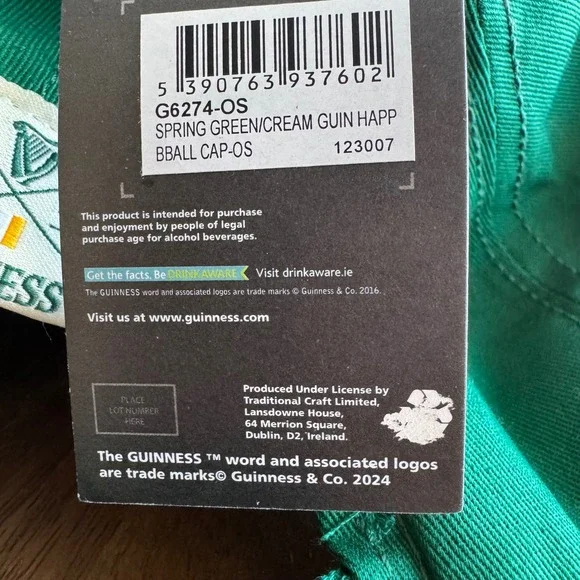 5 390763 937602
G6274-OS
SPRING GREEN/CREAM GUIN HAPP
BBALL CAP-OS 123007
This product is intended for purchase
and enjoyment by people of legal
purchase age for alcohol beverages.
Get the facts. Be DRINKAWARE Visit drinkaware.ie
The GUINNESS word and associated logos are trade marks © Guinness & Co. 2016.
Visit us at www.guinness.com
PLACE
LOT NUMBER
HERE
Produced Under License by
Traditional Craft Limited,
Lansdowne House,
64 Merrion Square,
Dublin, D2, Ireland.
The GUINNESS ™ word and associated logos
are trade marks© Guinness & Co. 2024
ESS